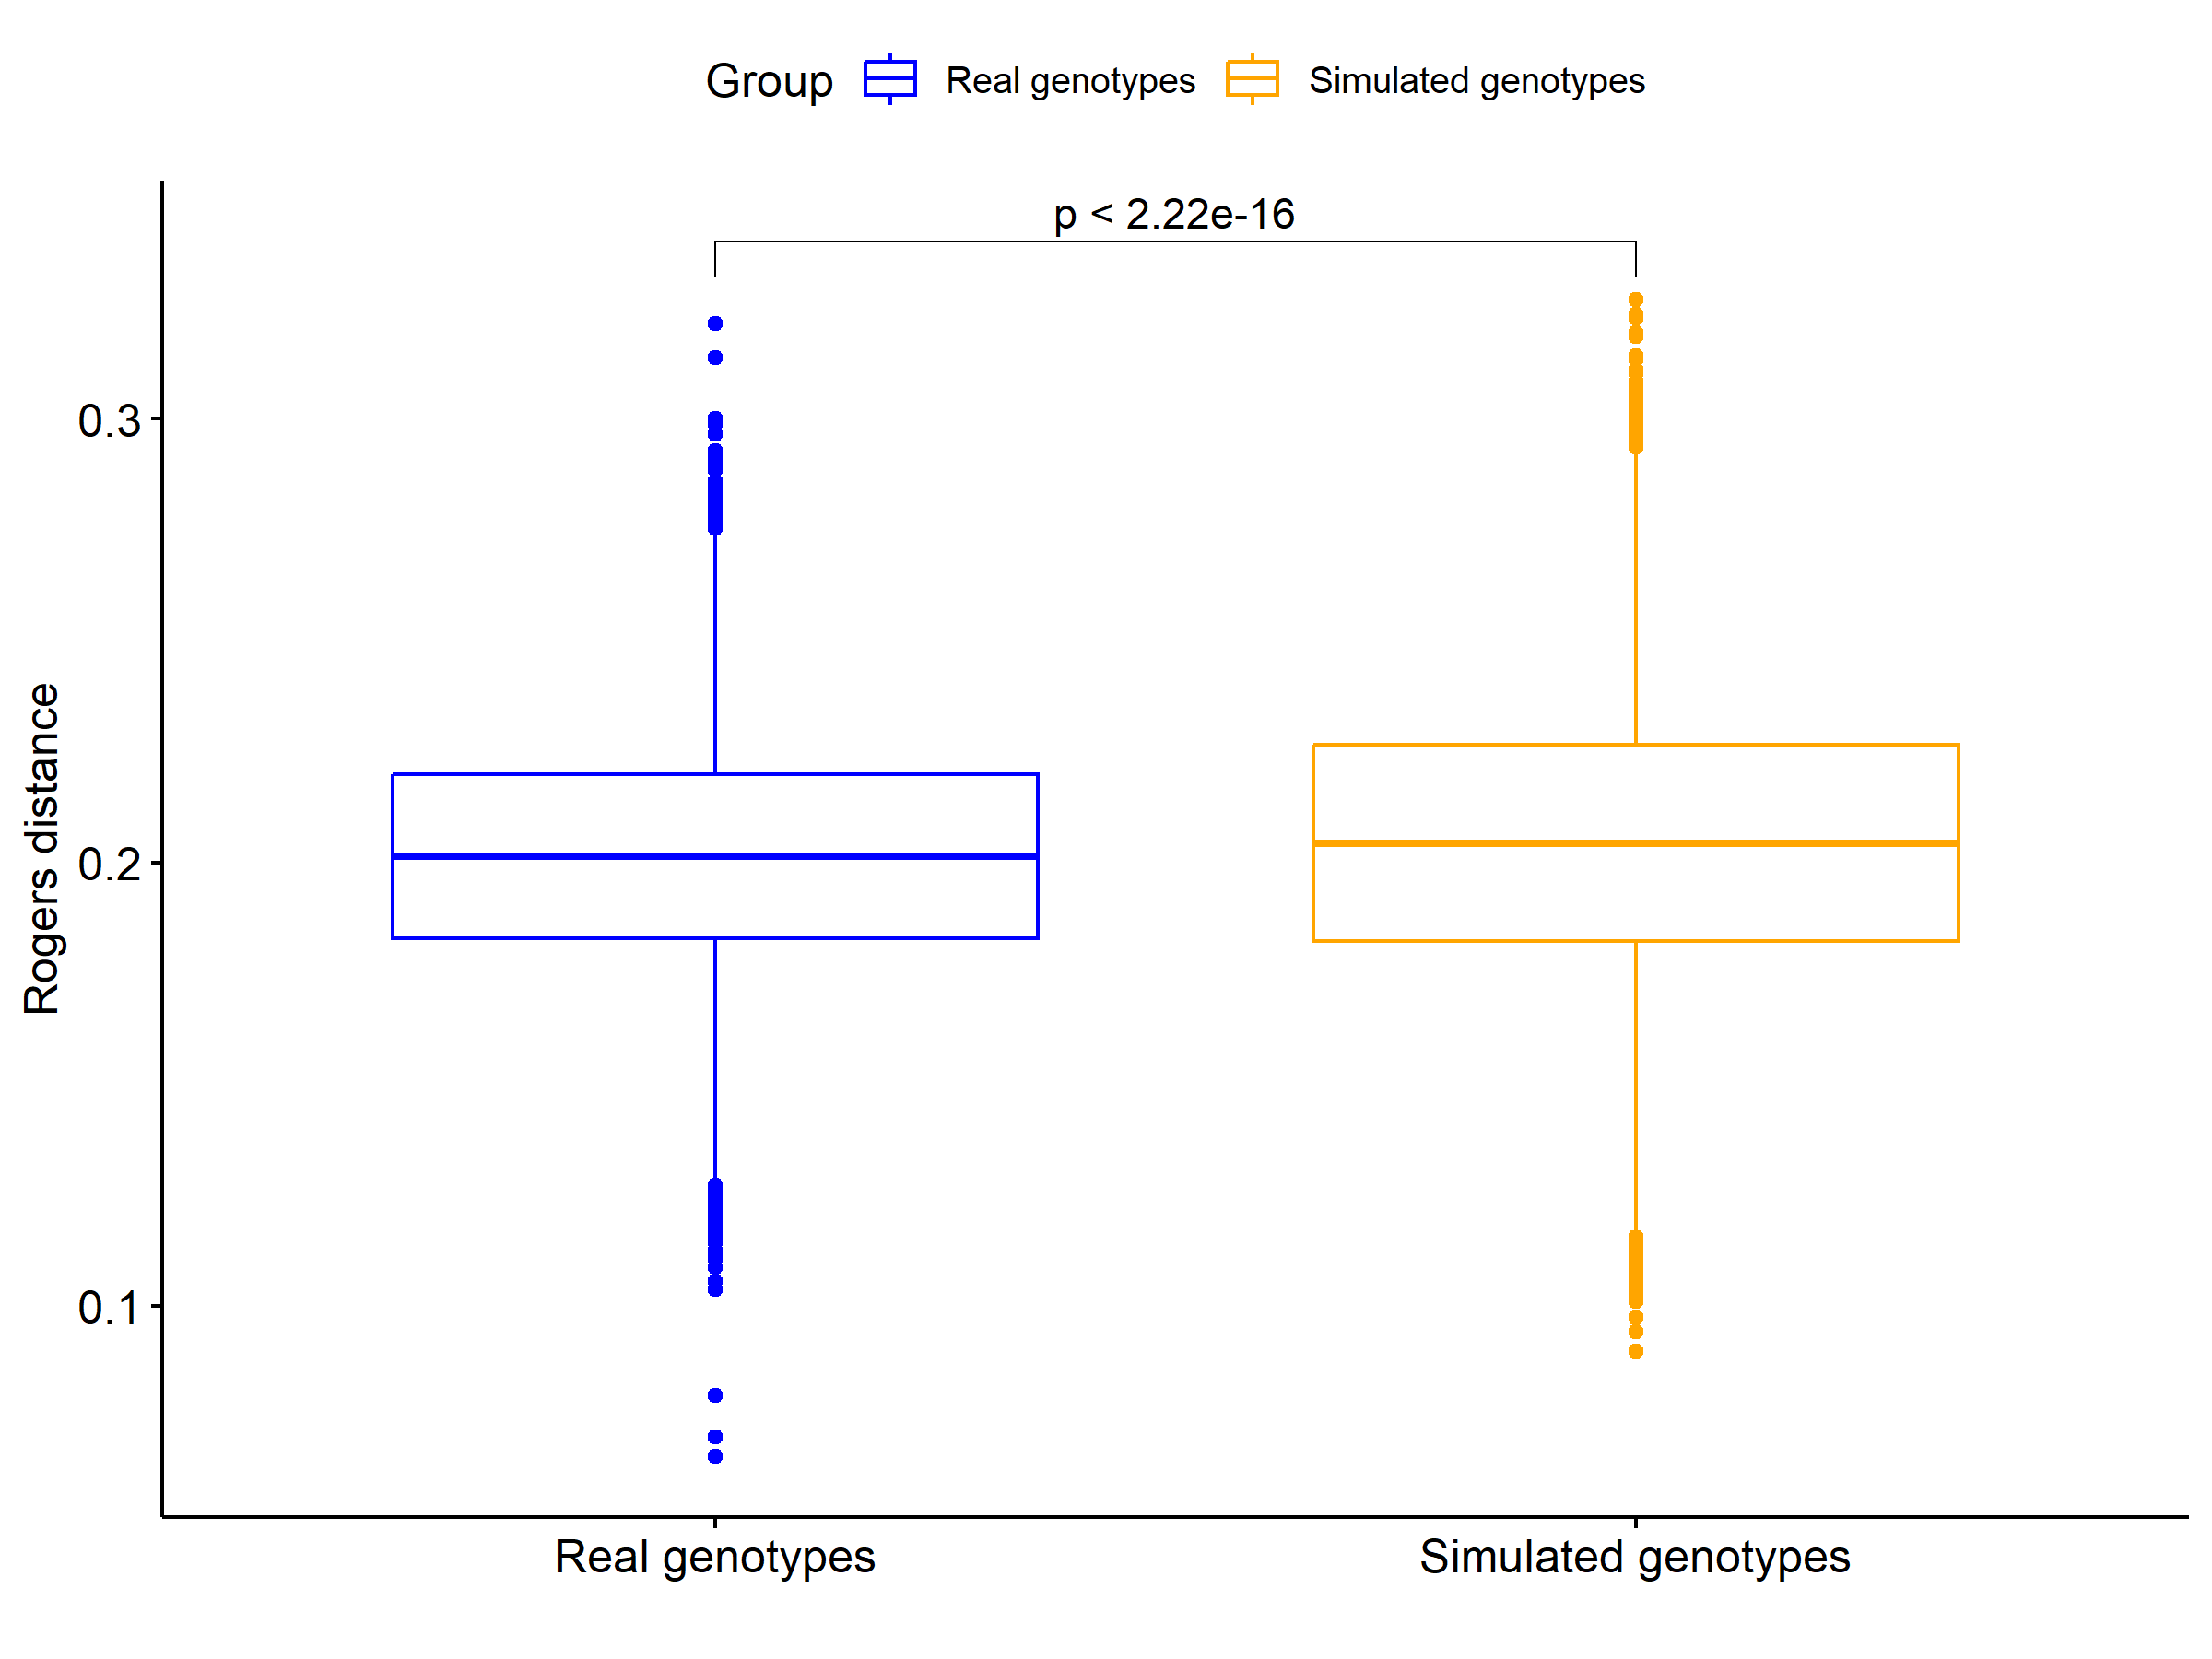 Group Real genotypes Simulated genotypes
p < 2.22e-16
0.3
0.2
0.1
Rogers distance
Real genotypes Simulated genotypes